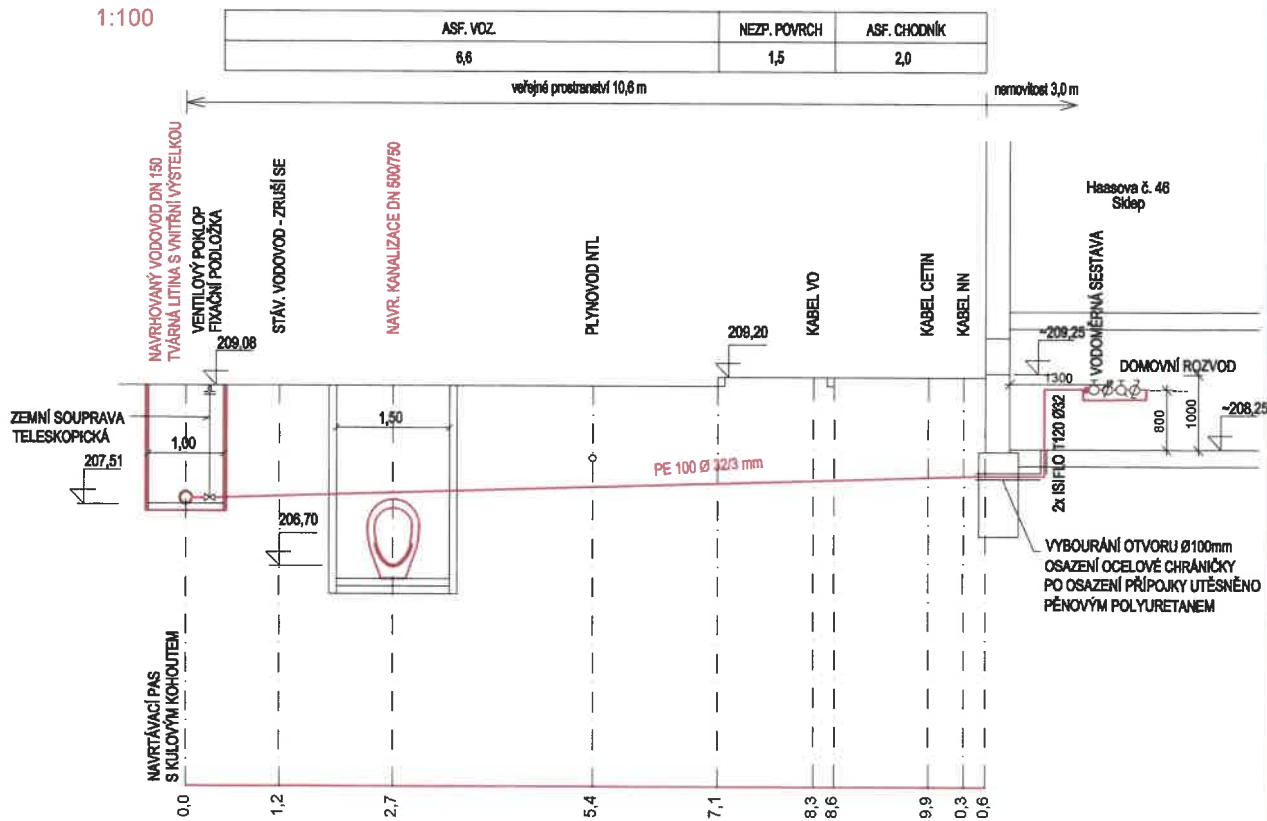 1:100
ASF. VOZ.
NEZP. POVRCH
ASF. CHODNÍK
6,6
1,5
2,0
veřejné prostranství 10,6 m
nemovitost 3,0 m
NAVRHOVANÝ VODOVOD DN 150
TVÁRNÁ LITINA S VNITŘNÍ VÝSTELKOU
VENTILOVÝ POKLOP
FIXAČNÍ PODLOŽKA
STÁV. VODOVOD - ZRUŠÍ SE
NAVR. KANALIZACE DN 500/750
PLYNOVOD NTL
KABEL VO
KABEL CETIN
KABEL NN
Haasova č. 46
Sklep
VODOMĚRNÁ SESTAVA
209,08
209,20
~209,25
DOMOVNÍ ROZVOD
1300
ZEMNÍ SOUPRAVA
TELESKOPICKÁ
1,00
1,50
800
1000
~208,25
207,51
PE 100 Ø 32/3 mm
2x ISIFLO T120 Ø32
206,70
VYBOURÁNÍ OTVORU Ø100mm
OSAZENÍ OCELOVÉ CHRÁNIČKY
PO OSAZENÍ PŘÍPOJKY UTĚSNĚNO
PĚNOVÝM POLYURETANEM
NAVRTÁVACÍ PAS
S KULOVÝM KOHOUTEM
0,0
1,2
2,7
5,4
7,1
8,3
8,6
9,9
0,3
0,6